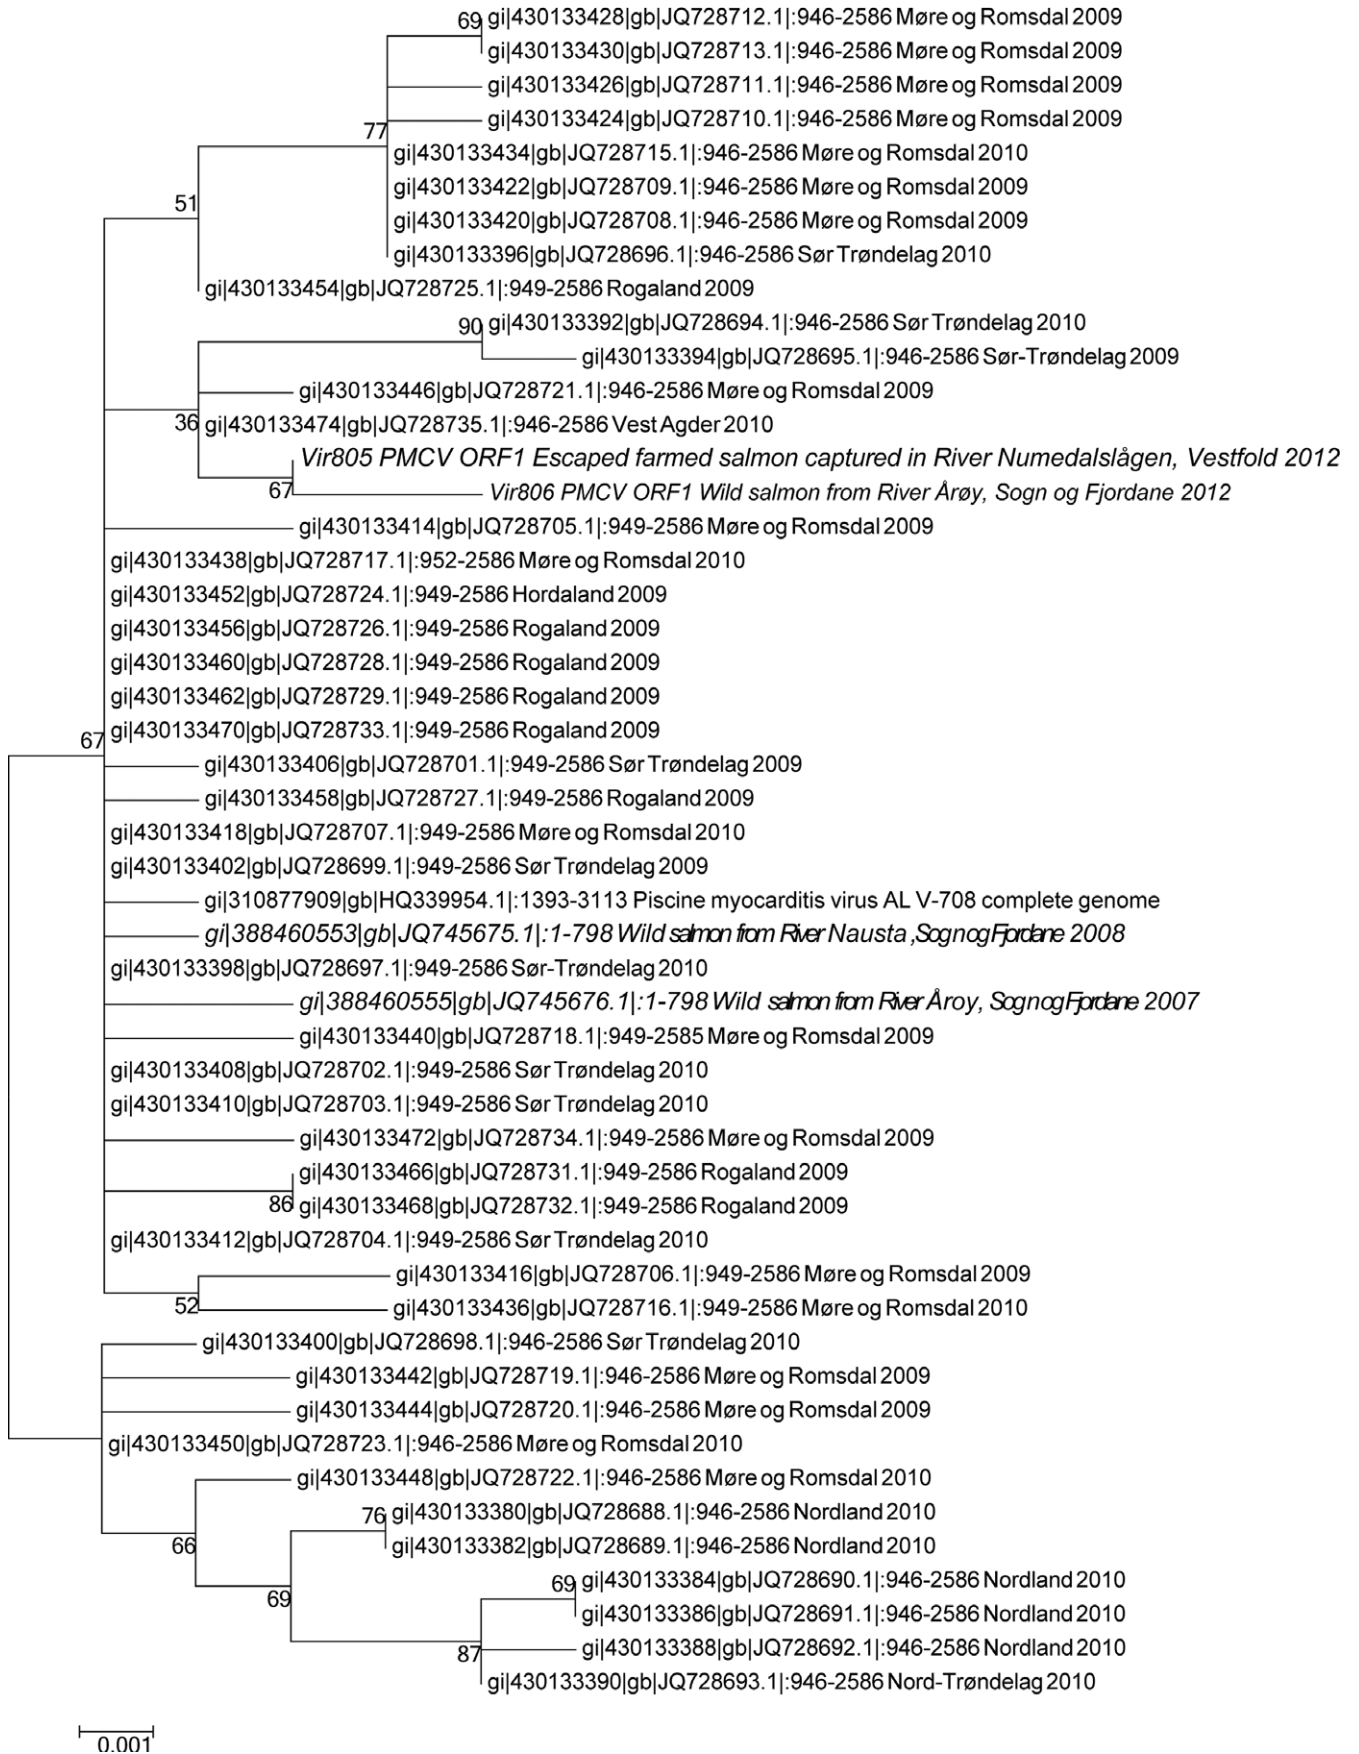 69 gi|430133428|gb|JQ728712.1|:946-2586 Møre og Romsdal 2009
gi|430133430|gb|JQ728713.1|:946-2586 Møre og Romsdal 2009
gi|430133426|gb|JQ728711.1|:946-2586 Møre og Romsdal 2009
gi|430133424|gb|JQ728710.1|:946-2586 Møre og Romsdal 2009
77
gi|430133434|gb|JQ728715.1|:946-2586 Møre og Romsdal 2010
gi|430133422|gb|JQ728709.1|:946-2586 Møre og Romsdal 2009
51
gi|430133420|gb|JQ728708.1|:946-2586 Møre og Romsdal 2009
gi|430133396|gb|JQ728696.1|:946-2586 Sør Trøndelag 2010
gi|430133454|gb|JQ728725.1|:949-2586 Rogaland 2009
90 gi|430133392|gb|JQ728694.1|:946-2586 Sør Trøndelag 2010
gi|430133394|gb|JQ728695.1|:946-2586 Sør-Trøndelag 2009
gi|430133446|gb|JQ728721.1|:946-2586 Møre og Romsdal 2009
36 gi|430133474|gb|JQ728735.1|:946-2586 Vest Agder 2010
Vir805 PMCV ORF1 Escaped farmed salmon captured in River Numedalslågen, Vestfold 2012
67 Vir806 PMCV ORF1 Wild salmon from River Årøy, Sogn og Fjordane 2012
gi|430133414|gb|JQ728705.1|:949-2586 Møre og Romsdal 2009
gi|430133438|gb|JQ728717.1|:952-2586 Møre og Romsdal 2010
gi|430133452|gb|JQ728724.1|:949-2586 Hordaland 2009
gi|430133456|gb|JQ728726.1|:949-2586 Rogaland 2009
gi|430133460|gb|JQ728728.1|:949-2586 Rogaland 2009
gi|430133462|gb|JQ728729.1|:949-2586 Rogaland 2009
gi|430133470|gb|JQ728733.1|:949-2586 Rogaland 2009
67
gi|430133406|gb|JQ728701.1|:949-2586 Sør Trøndelag 2009
gi|430133458|gb|JQ728727.1|:949-2586 Rogaland 2009
gi|430133418|gb|JQ728707.1|:949-2586 Møre og Romsdal 2010
gi|430133402|gb|JQ728699.1|:949-2586 Sør Trøndelag 2009
gi|310877909|gb|HQ339954.1|:1393-3113 Piscine myocarditis virus AL V-708 complete genome
gi|388460553|gb|JQ745675.1|:1-798 Wild salmon from River Nausta ,Sogn og Fjordane 2008
gi|430133398|gb|JQ728697.1|:949-2586 Sør-Trøndelag 2010
gi|388460555|gb|JQ745676.1|:1-798 Wild salmon from River Åroy, Sogn og Fjordane 2007
gi|430133440|gb|JQ728718.1|:949-2585 Møre og Romsdal 2009
gi|430133408|gb|JQ728702.1|:949-2586 Sør Trøndelag 2010
gi|430133410|gb|JQ728703.1|:949-2586 Sør Trøndelag 2010
gi|430133472|gb|JQ728734.1|:949-2586 Møre og Romsdal 2009
gi|430133466|gb|JQ728731.1|:949-2586 Rogaland 2009
86 gi|430133468|gb|JQ728732.1|:949-2586 Rogaland 2009
gi|430133412|gb|JQ728704.1|:949-2586 Sør Trøndelag 2010
gi|430133416|gb|JQ728706.1|:949-2586 Møre og Romsdal 2009
52 gi|430133436|gb|JQ728716.1|:949-2586 Møre og Romsdal 2010
gi|430133400|gb|JQ728698.1|:946-2586 Sør Trøndelag 2010
gi|430133442|gb|JQ728719.1|:946-2586 Møre og Romsdal 2009
gi|430133444|gb|JQ728720.1|:946-2586 Møre og Romsdal 2009
gi|430133450|gb|JQ728723.1|:946-2586 Møre og Romsdal 2010
gi|430133448|gb|JQ728722.1|:946-2586 Møre og Romsdal 2010
76 gi|430133380|gb|JQ728688.1|:946-2586 Nordland 2010
66 gi|430133382|gb|JQ728689.1|:946-2586 Nordland 2010
69 gi|430133384|gb|JQ728690.1|:946-2586 Nordland 2010
69
gi|430133386|gb|JQ728691.1|:946-2586 Nordland 2010
87 gi|430133388|gb|JQ728692.1|:946-2586 Nordland 2010
gi|430133390|gb|JQ728693.1|:946-2586 Nord-Trøndelag 2010
0.001